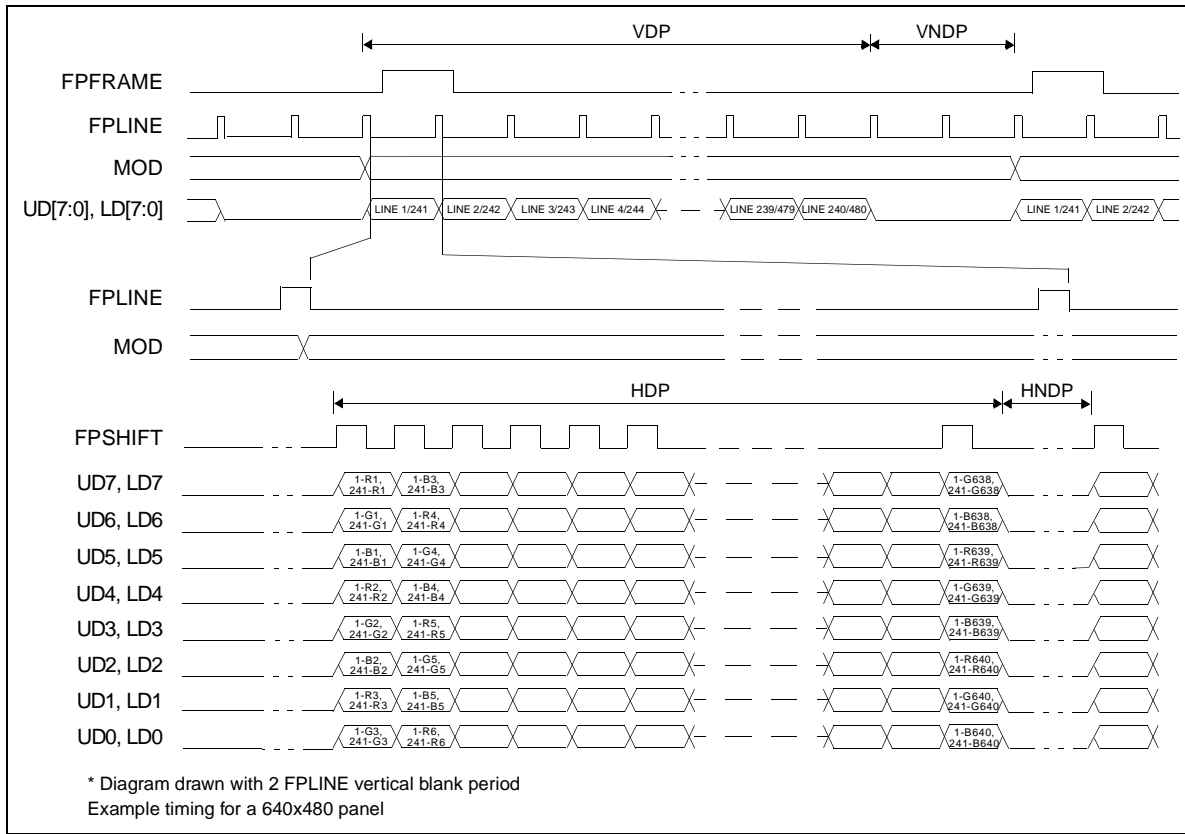 VDP VNDP
FPFRAME
FPLINE
MOD
UD[7:0], LD[7:0] LINE 1/241 LINE 2/242 LINE 3/243 LINE 4/244 LINE 239/479 LINE 240/480 LINE 1/241 LINE 2/242
FPLINE
MOD
HDP HNDP
FPSHIFT
UD7, LD7 1-R1, 241-R1 1-B3, 241-B3 1-G638, 241-G638
UD6, LD6 1-G1, 241-G1 1-R4, 241-R4 1-B638, 241-B638
UD5, LD5 1-B1, 241-B1 1-G4, 241-G4 1-R639, 241-R639
UD4, LD4 1-R2, 241-R2 1-B4, 241-B4 1-G639, 241-G639
UD3, LD3 1-G2, 241-G2 1-R5, 241-R5 1-B639, 241-B639
UD2, LD2 1-B2, 241-B2 1-G5, 241-G5 1-R640, 241-R640
UD1, LD1 1-R3, 241-R3 1-B5, 241-B5 1-G640, 241-G640
UD0, LD0 1-G3, 241-G3 1-R6, 241-R6 1-B640, 241-B640
* Diagram drawn with 2 FPLINE vertical blank period
Example timing for a 640x480 panel